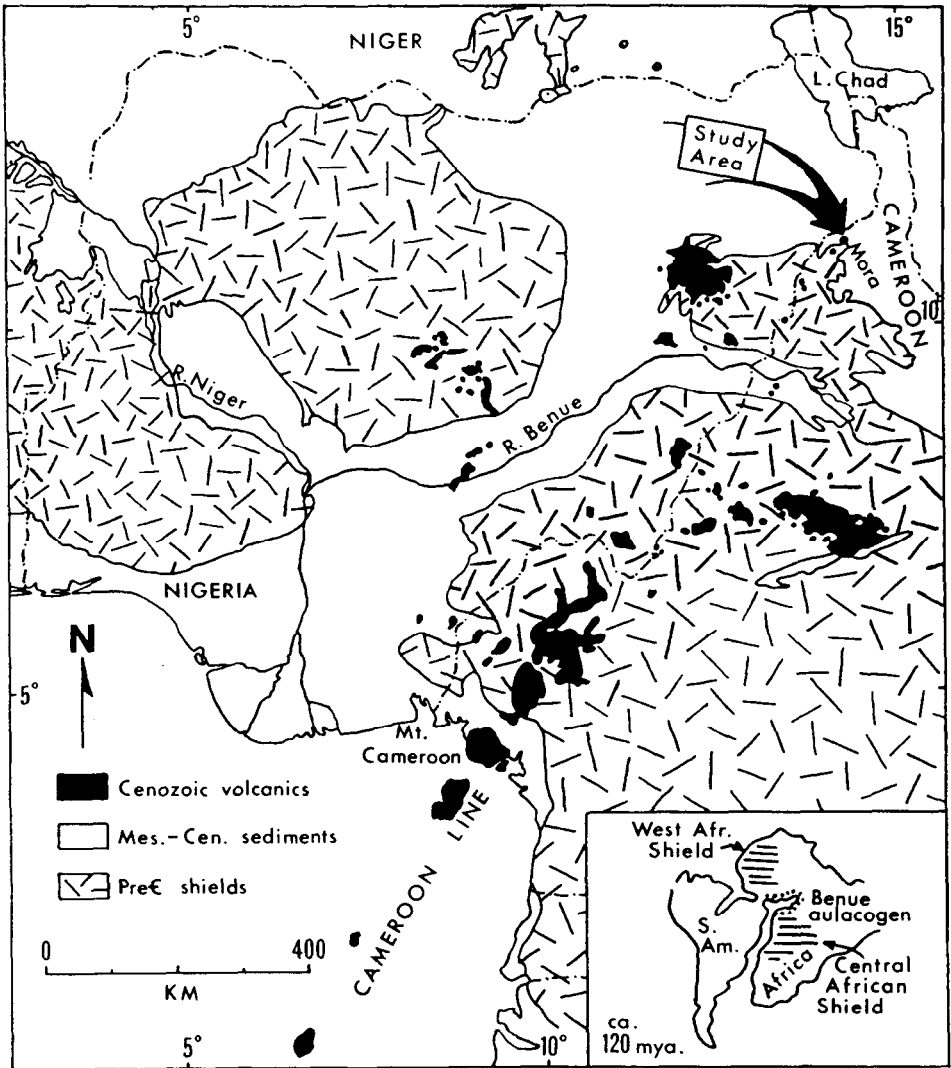 5°
15°
NIGER
L. Chad
Study
Area
CAMEROON
Mora
10°
R. Niger
R. Benue
NIGERIA
N
5°
Mt.
Cameroon
CAMEROON LINE
Cenozoic volcanics
Mes.-Cen. sediments
Pre€ shields
0
400
KM
5°
10°
West Afr.
Shield
Benue
aulacogen
S.
Am.
Africa
Central
African
Shield
ca.
120 mya.